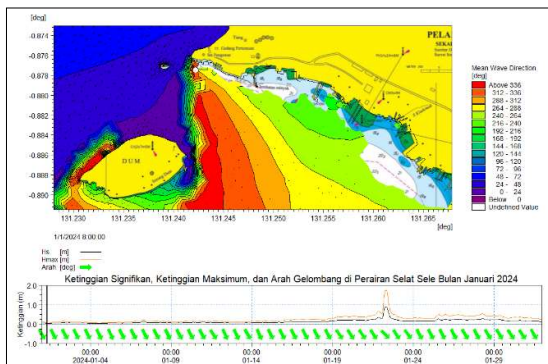 [deg]
-0.874
-0.876
-0.878
-0.880
-0.882
-0.884
-0.886
-0.888
-0.890
PELA
SEKA
DUM
131.230 131.235 131.240 131.245 131.250 131.255 131.260 131.265
[deg]
1/1/2024 8:00:00
Mean Wave Direction
[deg]
Above 336
312 - 336
288 - 312
264 - 288
240 - 264
216 - 240
192 - 216
168 - 192
144 - 168
120 - 144
96 - 120
72 - 96
48 - 72
24 - 48
0 - 24
Below 0
Undefined Value
Hs [m]
Hmax [m]
Arah [deg]
Ketinggian Signifikan, Ketinggian Maksimum, dan Arah Gelombang di Perairan Selat Sele Bulan Januari 2024
Ketinggian (m)
2.0
1.0
0.0
-1.0
00:00 00:00 00:00 00:00 00:00 00:00
2024-01-04 01-09 01-14 01-19 01-24 01-29